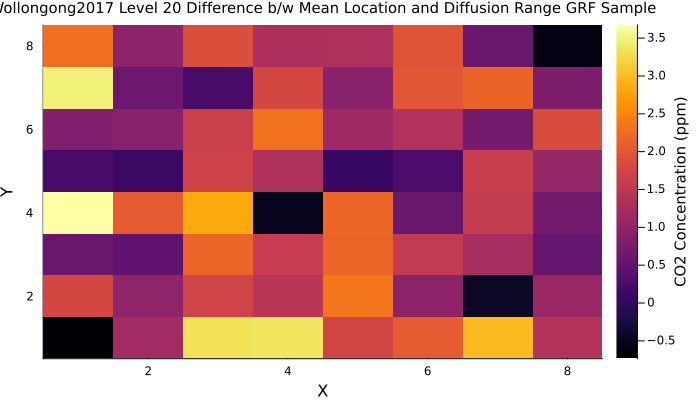 Wollongong2017 Level 20 Difference b/w Mean Location and Diffusion Range GRF Sample
8
6
4
2
Y
2 4 6 8
X
3.5
3.0
2.5
2.0
1.5
1.0
0.5
0
−0.5
CO2 Concentration (ppm)